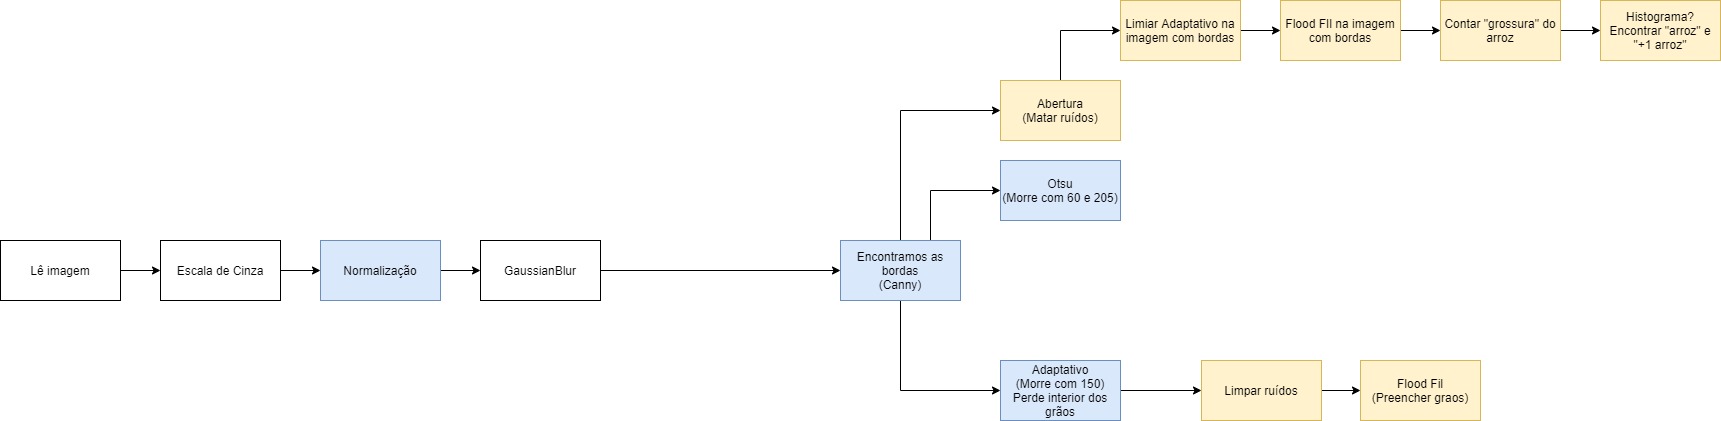 Lê imagem
Escala de Cinza
Normalização
GaussianBlur
Encontramos as
bordas
(Canny)
Abertura
(Matar ruídos)
Limiar Adaptativo na
imagem com bordas
Flood FIl na imagem
com bordas
Contar "grossura" do
arroz
Histograma?
Encontrar "arroz" e
"+1 arroz"
Otsu
(Morre com 60 e 205)
Adaptativo
(Morre com 150)
Perde interior dos
grãos
Limpar ruídos
Flood Fil
(Preencher graos)